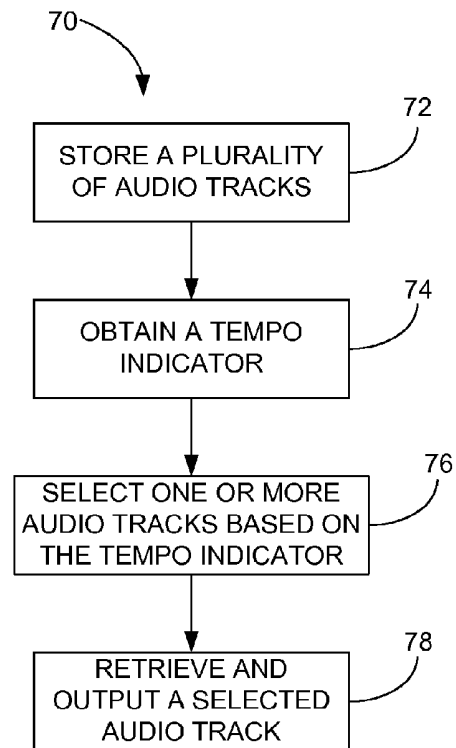 70
72
STORE A PLURALITY
OF AUDIO TRACKS
74
OBTAIN A TEMPO
INDICATOR
76
SELECT ONE OR MORE
AUDIO TRACKS BASED ON
THE TEMPO INDICATOR
78
RETRIEVE AND
OUTPUT A SELECTED
AUDIO TRACK